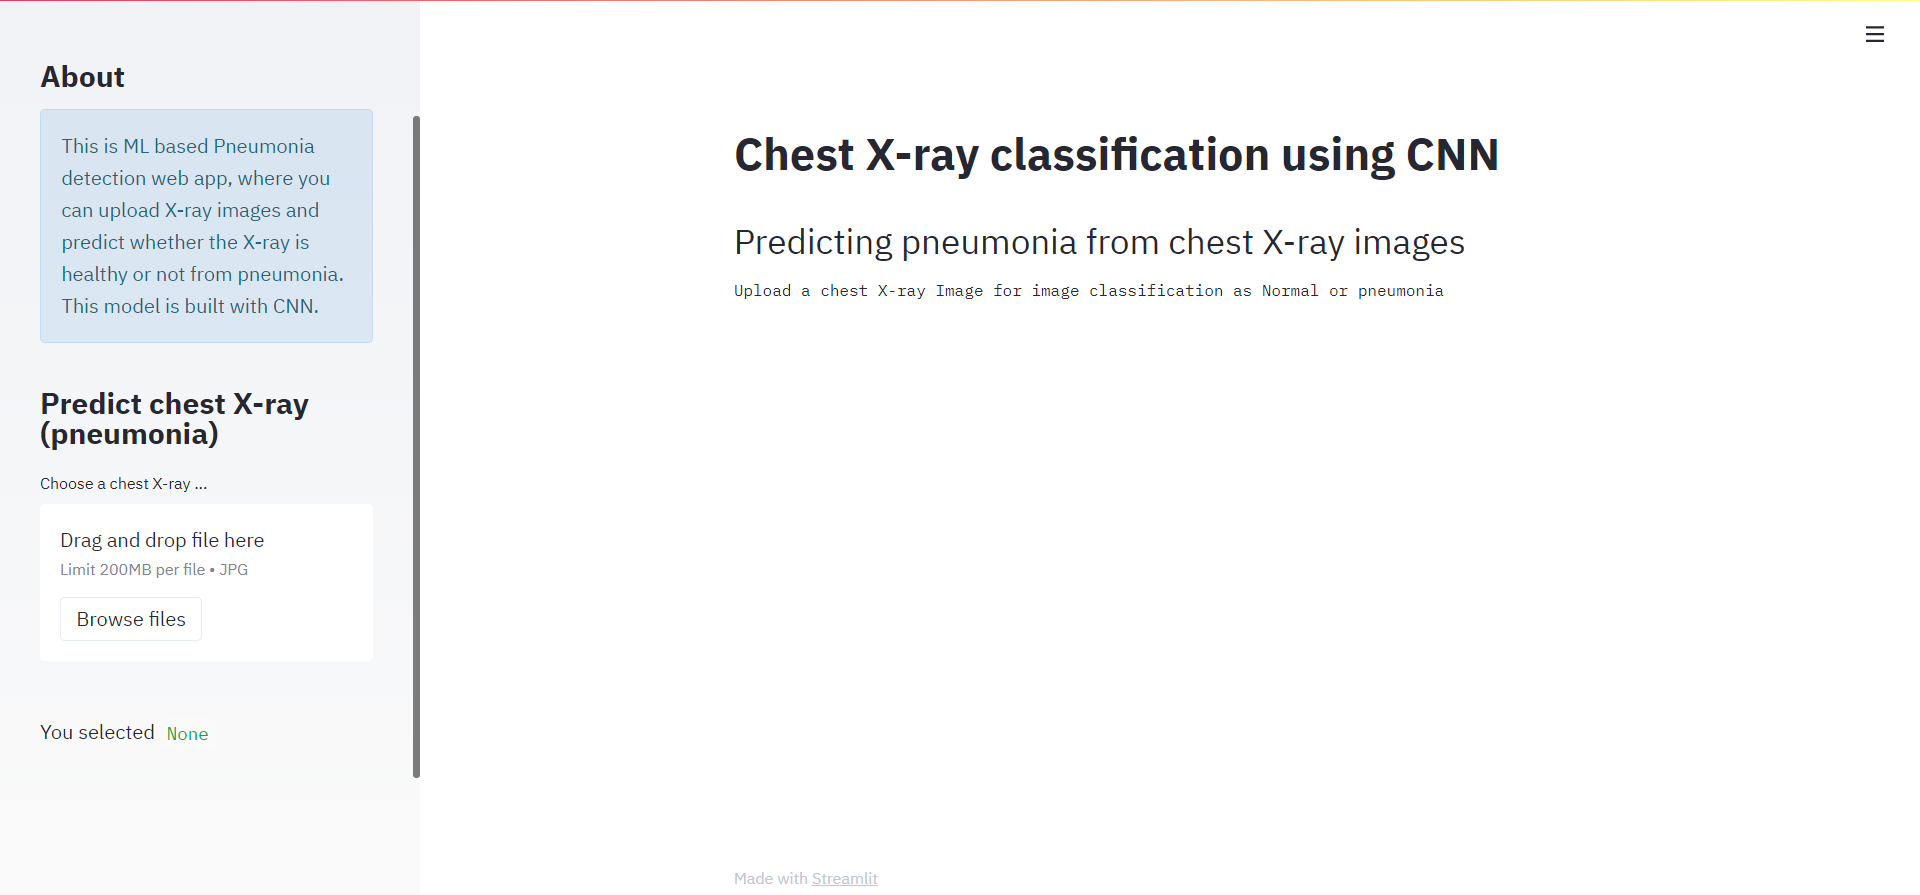 About
This is ML based Pneumonia
detection web app, where you
can upload X-ray images and
predict whether the X-ray is
healthy or not from pneumonia.
This model is built with CNN.
Predict chest X-ray
(pneumonia)
Choose a chest X-ray ...
Drag and drop file here
Limit 200MB per file • JPG
Browse files
You selected None
Chest X-ray classification using CNN
Predicting pneumonia from chest X-ray images
Upload a chest X-ray Image for image classification as Normal or pneumonia
Made with Streamlit